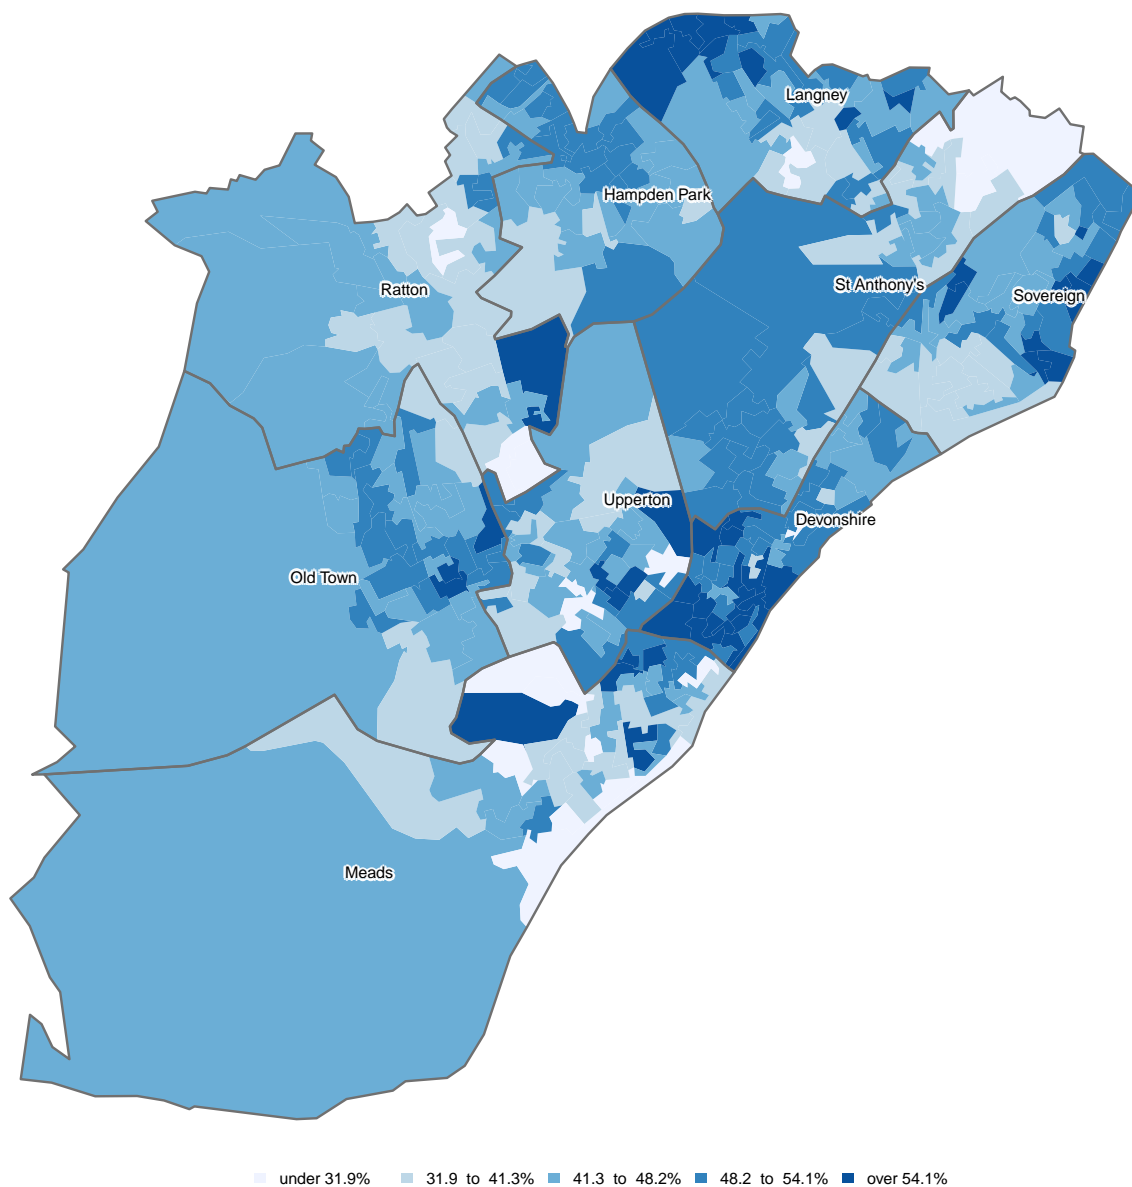 Langney
Hampden Park
St Anthony's
Ratton
Sovereign
Upperton
Devonshire
Old Town
Meads
under 31.9% 31.9 to 41.3% 41.3 to 48.2% 48.2 to 54.1% over 54.1%